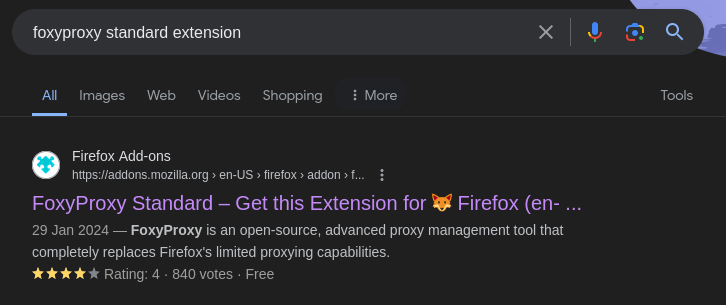 foxyproxy standard extension
All Images Web Videos Shopping More Tools
Firefox Add-ons
https://addons.mozilla.org › en-US › firefox › addon › f...
FoxyProxy Standard – Get this Extension for 🦊 Firefox (en- ...
29 Jan 2024 — FoxyProxy is an open-source, advanced proxy management tool that
completely replaces Firefox's limited proxying capabilities.
Rating: 4 · 840 votes · Free